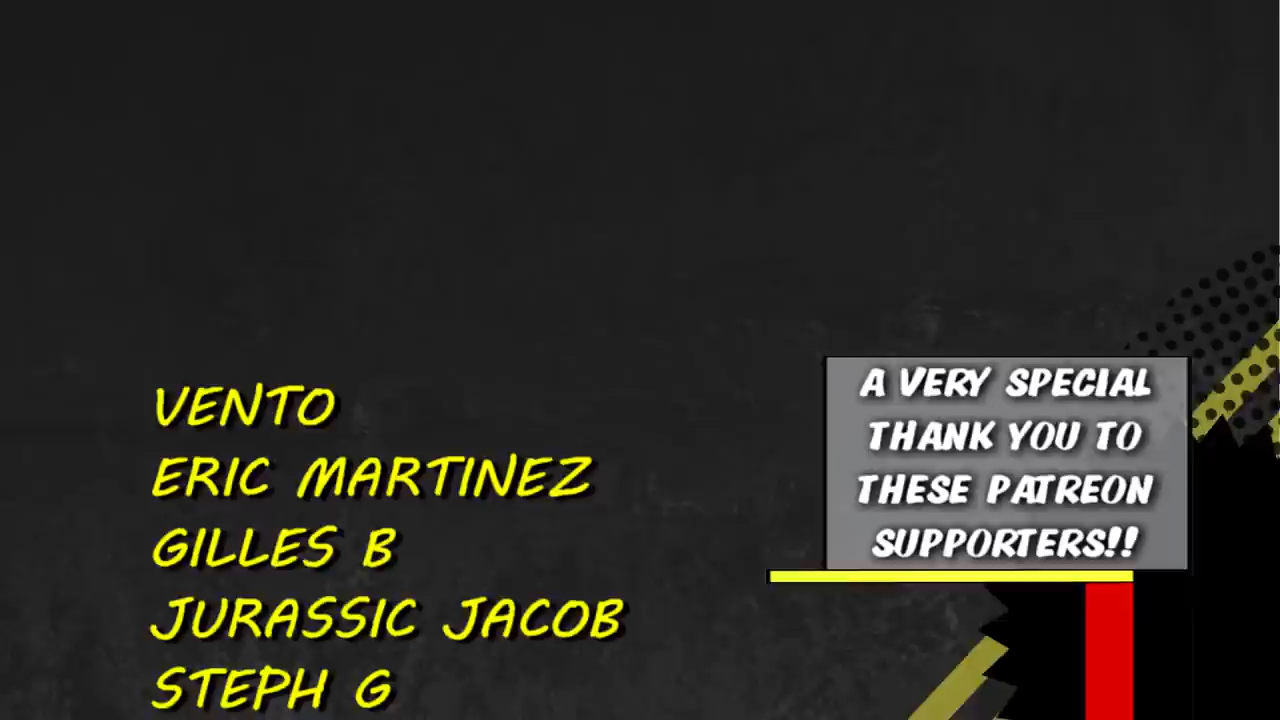 VENTO
ERIC MARTINEZ
GILLES B
JURASSIC JACOB
STEPH G
A VERY SPECIAL
THANK YOU TO
THESE PATREON
SUPPORTERS!!